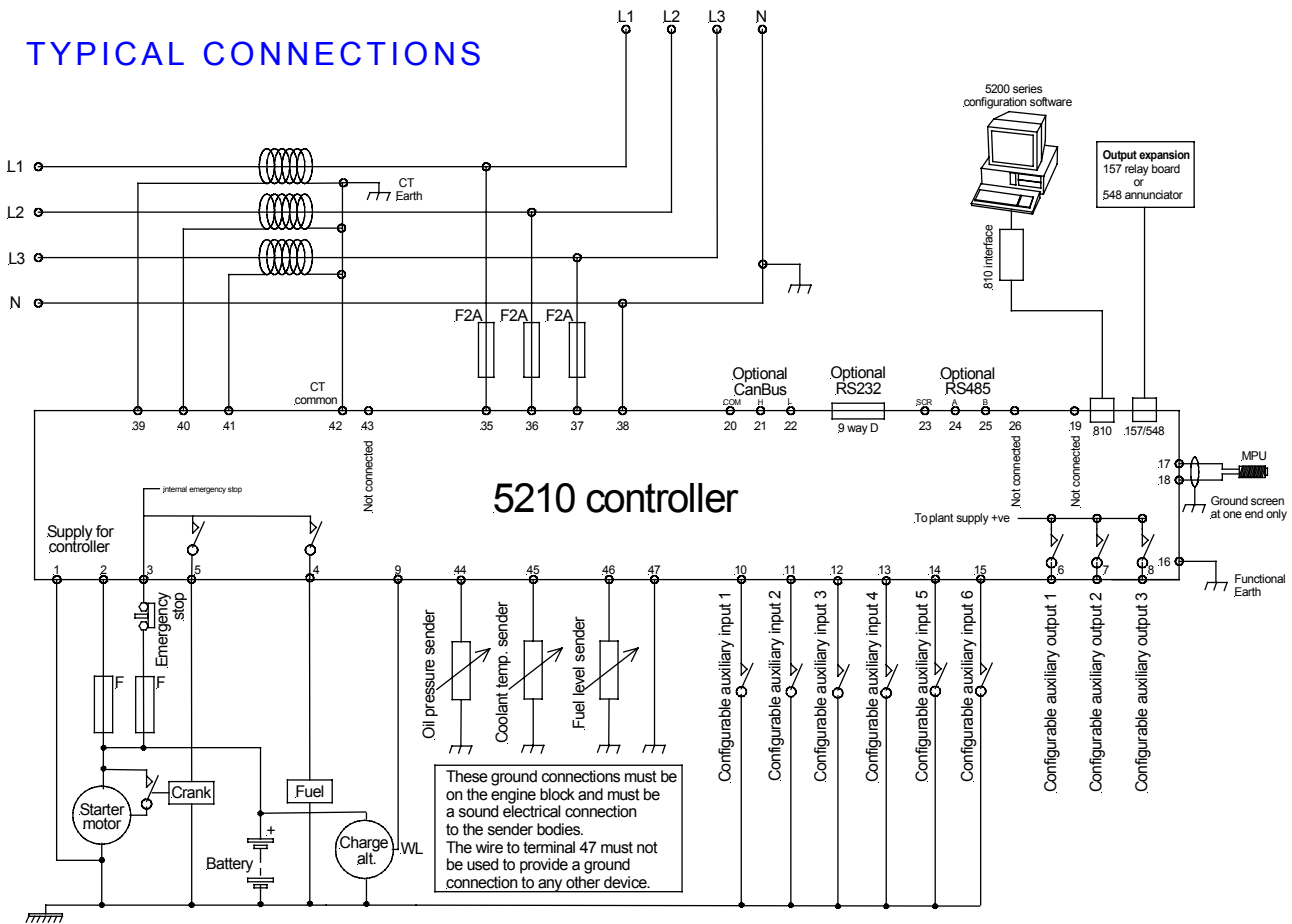 TYPICAL CONNECTIONS
L1
L2
L3
N
5200 series
configuration software
Output expansion
157 relay board
or
548 annunciator
L1
L2
L3
N
CT
Earth
810 interface
F2A
F2A
F2A
CT
common
Optional
CanBus
Optional
RS232
Optional
RS485
COM
H
L
SCR
A
B
39
40
41
42
43
35
36
37
38
20
21
22
9 way D
23
24
25
26
19
810
157/548
Not connected
Not connected
Not connected
17
18
MPU
Ground screen
at one end only
internal emergency stop
5210 controller
To plant supply +ve
Supply for
controller
16
Functional
Earth
1
2
3
5
4
9
44
45
46
47
10
11
12
13
14
15
6
7
8
Emergency
stop
F
F
Oil pressure sender
Coolant temp. sender
Fuel level sender
Configurable auxiliary input 1
Configurable auxiliary input 2
Configurable auxiliary input 3
Configurable auxiliary input 4
Configurable auxiliary input 5
Configurable auxiliary input 6
Configurable auxiliary output 1
Configurable auxiliary output 2
Configurable auxiliary output 3
Starter
motor
Crank
Fuel
Battery
+
Charge
alt.
WL
These ground connections must be
on the engine block and must be
a sound electrical connection
to the sender bodies.
The wire to terminal 47 must not
be used to provide a ground
connection to any other device.